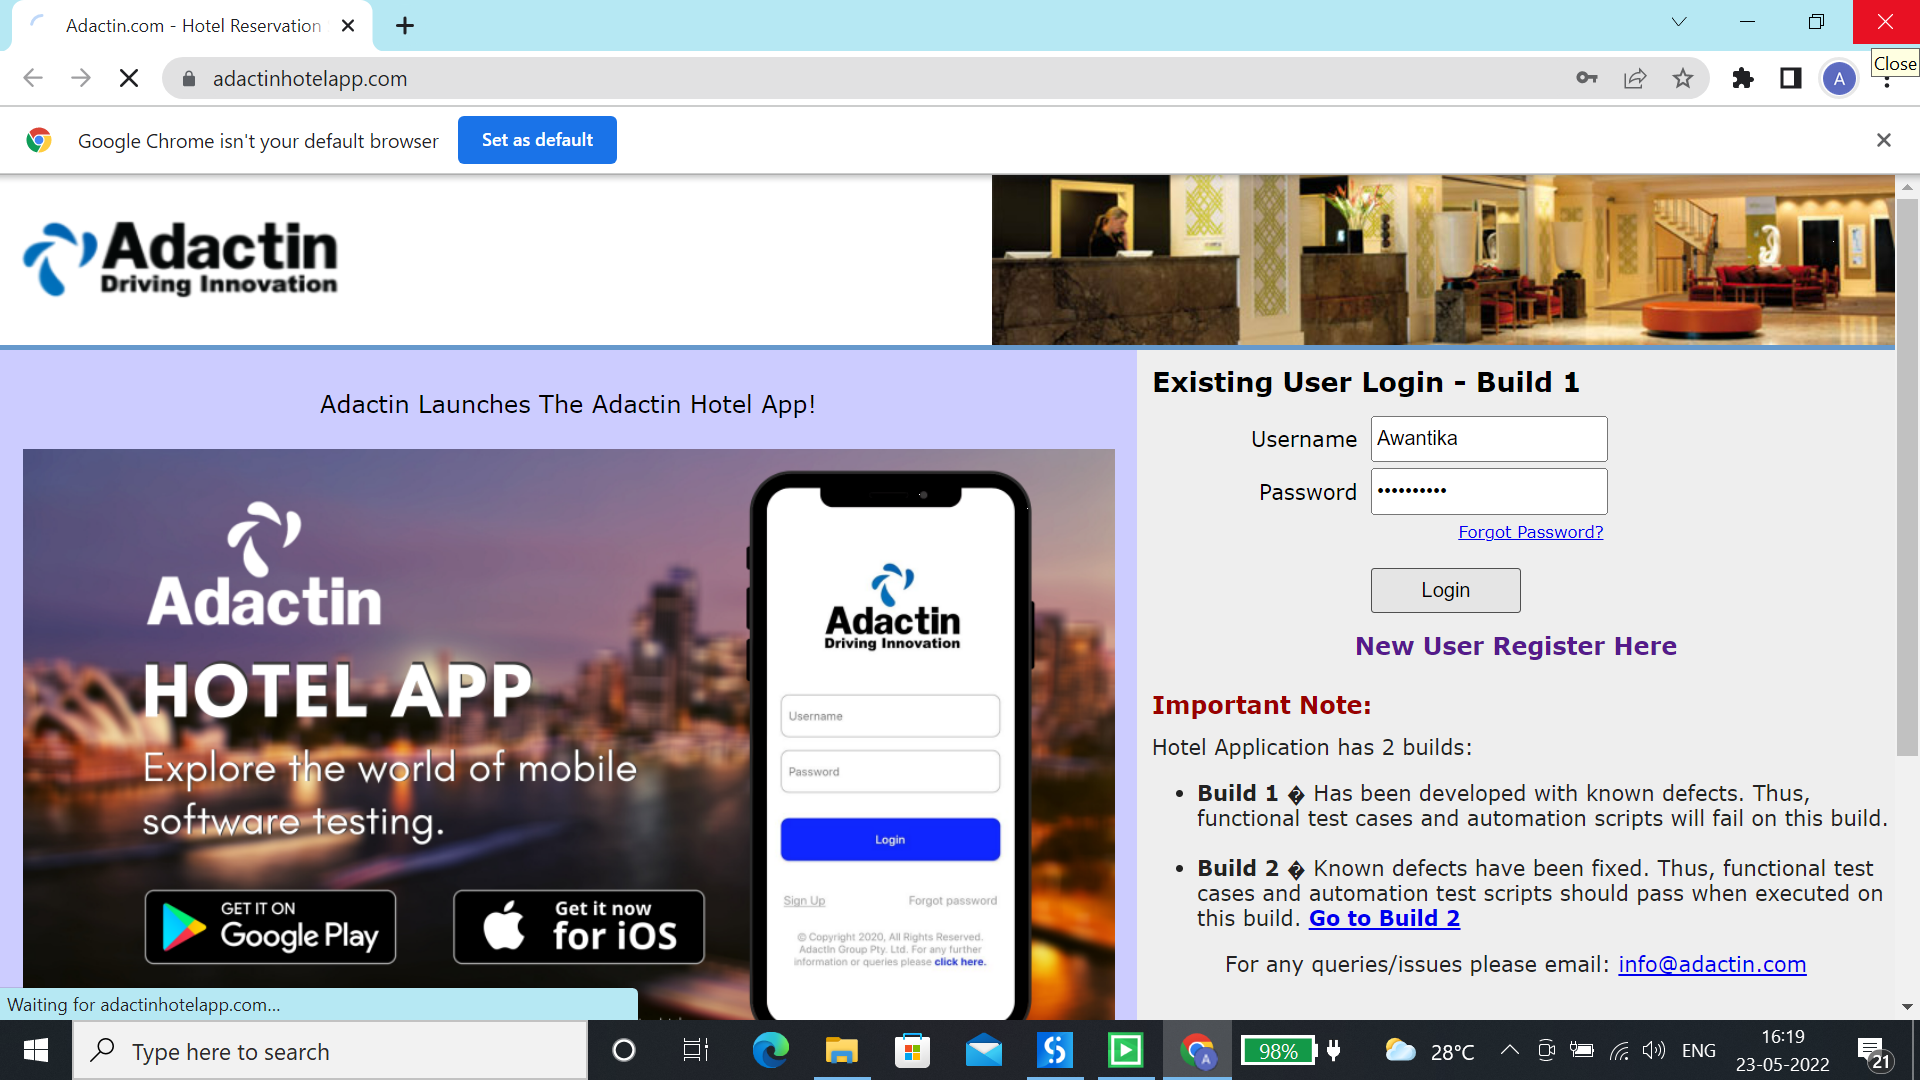 Adactin.com - Hotel Reservation
Close
adactinhotelapp.com
A
Google Chrome isn't your default browser
Set as default
Adactin
Driving Innovation
Adactin Launches The Adactin Hotel App!
Adactin
HOTEL APP
Explore the world of mobile
software testing.
GET IT ON
Google Play
Get it now
for iOS
Adactin
Driving Innovation
Username
Password
Login
Sign Up
Forgot password
© Copyright 2020, All Rights Reserved.
AdactIn Group Pty. Ltd. For any further
information or queries please click here.
Existing User Login - Build 1
Username Awantika
Password ••••••••••
Forgot Password?
Login
New User Register Here
Important Note:
Hotel Application has 2 builds:
• Build 1 � Has been developed with known defects. Thus,
functional test cases and automation scripts will fail on this build.
• Build 2 � Known defects have been fixed. Thus, functional test
cases and automation test scripts should pass when executed on
this build. Go to Build 2
For any queries/issues please email: info@adactin.com
Waiting for adactinhotelapp.com...
Type here to search
A
98%
28°C
ENG
16:19
23-05-2022
21